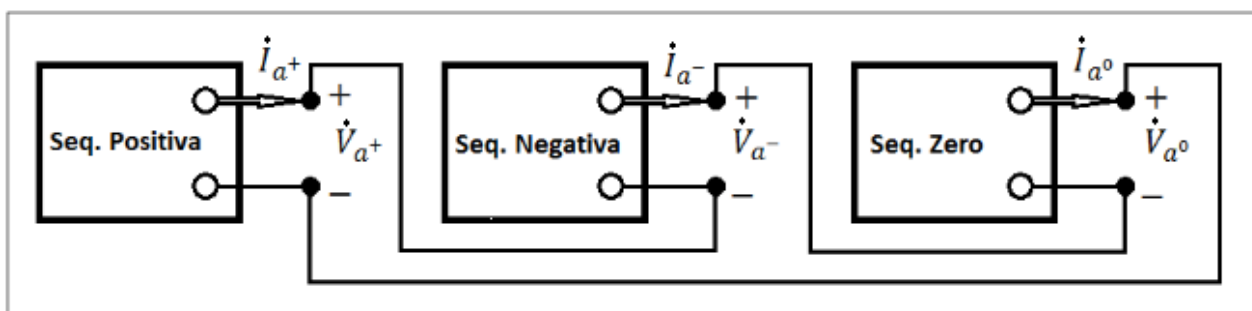 İₐ⁺
+
Seq. Positiva
V̇ₐ⁺
−
İₐ⁻
+
Seq. Negativa
V̇ₐ⁻
−
İₐ⁰
+
Seq. Zero
V̇ₐ⁰
−